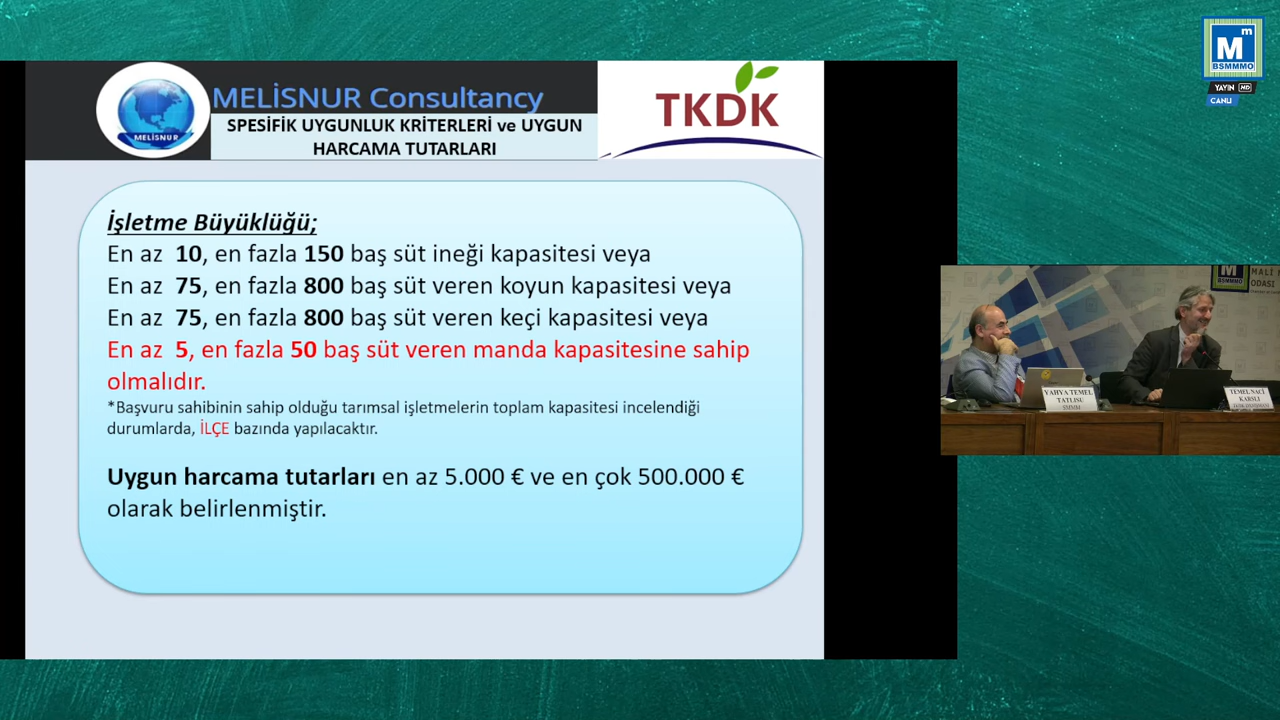 Mm
BSMMMO
YAYIN HD
CANLI
MELİSNUR
MELİSNUR Consultancy
SPESİFİK UYGUNLUK KRİTERLERİ ve UYGUN
HARCAMA TUTARLARI
TKDK
İşletme Büyüklüğü;
En az 10, en fazla 150 baş süt ineği kapasitesi veya
En az 75, en fazla 800 baş süt veren koyun kapasitesi veya
En az 75, en fazla 800 baş süt veren keçi kapasitesi veya
En az 5, en fazla 50 baş süt veren manda kapasitesine sahip
olmalıdır.
*Başvuru sahibinin sahip olduğu tarımsal işletmelerin toplam kapasitesi incelendiği
durumlarda, İLÇE bazında yapılacaktır.
Uygun harcama tutarları en az 5.000 € ve en çok 500.000 €
olarak belirlenmiştir.
BSMMMO
MALİ
ODASI
YAHYA TEMEL
TATLISU
SMMM
TEMEL NACİ
KARSLI